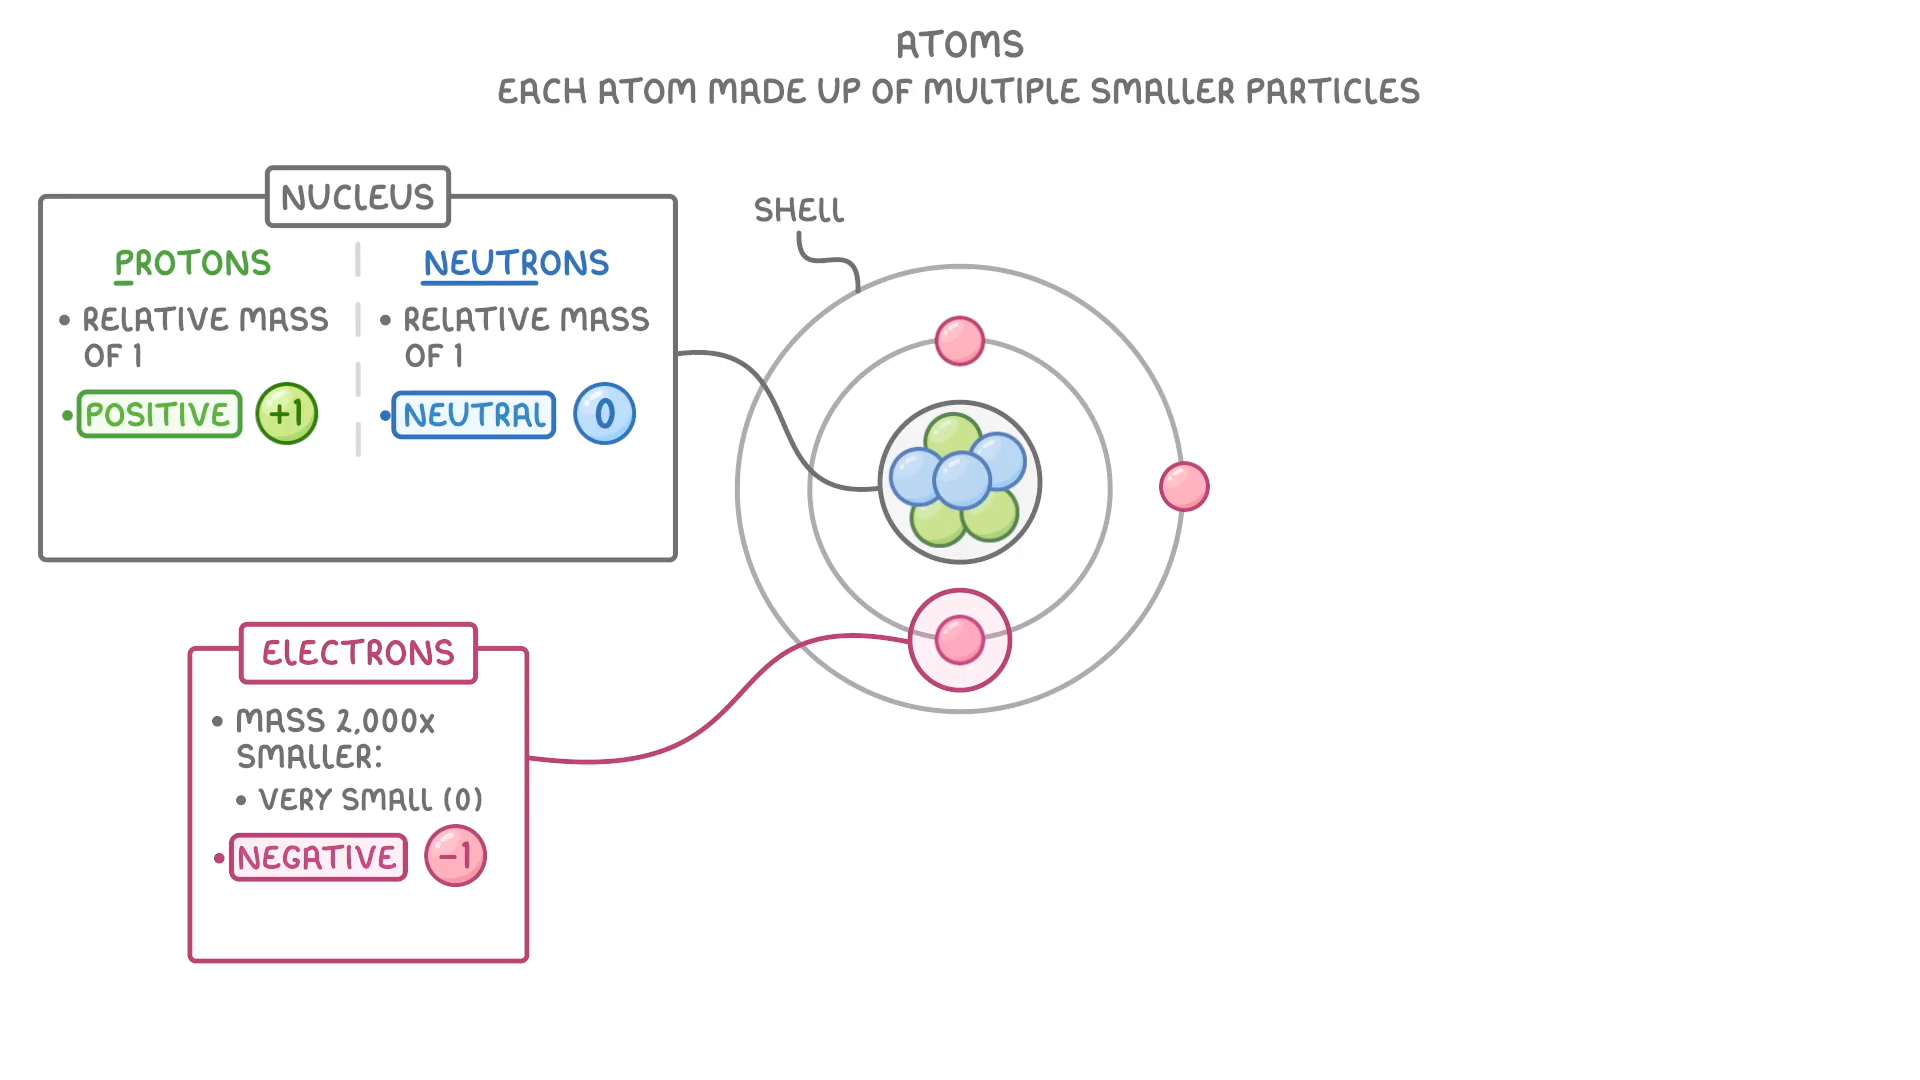 ATOMS
EACH ATOM MADE UP OF MULTIPLE SMALLER PARTICLES
NUCLEUS
PROTONS
• RELATIVE MASS
OF 1
• POSITIVE +1
NEUTRONS
• RELATIVE MASS
OF 1
• NEUTRAL 0
SHELL
ELECTRONS
• MASS 2,000x
SMALLER:
• VERY SMALL (0)
• NEGATIVE -1